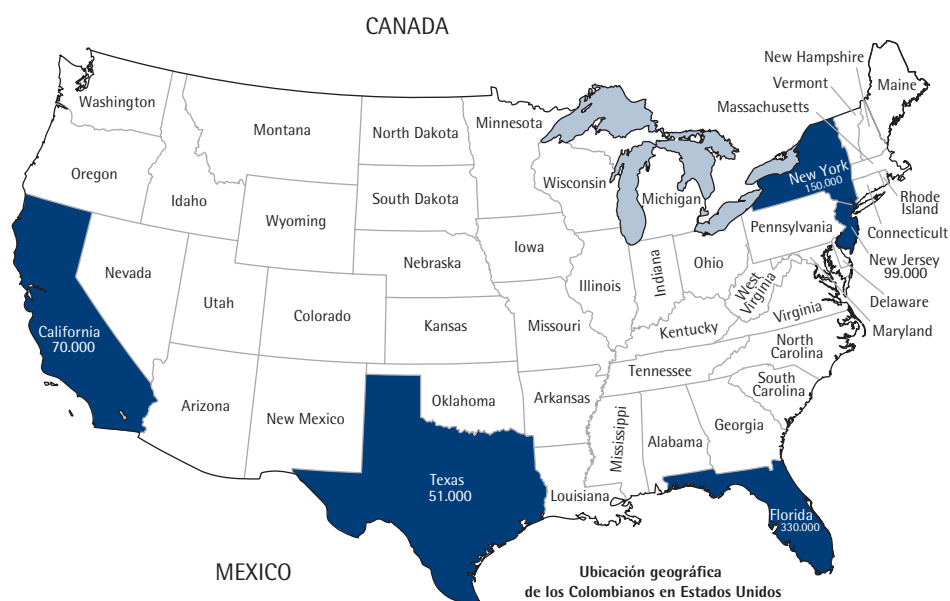 CANADA
New Hampshire
Vermont
Massachusetts
Maine
Washington
Montana
North Dakota
Minnesota
Oregon
Idaho
Wyoming
South Dakota
Wisconsin
Michigan
New York
150.000
Rhode
Island
Connecticult
Pennsylvania
New Jersey
99.000
Delaware
Maryland
Nevada
Utah
Colorado
Nebraska
Iowa
Illinois
Indiana
Ohio
West
Virginia
Virginia
California
70.000
Kansas
Missouri
Kentucky
North
Carolina
Tennessee
South
Carolina
Arizona
New Mexico
Oklahoma
Arkansas
Mississippi
Alabama
Georgia
Texas
51.000
Louisiana
Florida
330.000
MEXICO
Ubicación geográfica
de los Colombianos en Estados Unidos